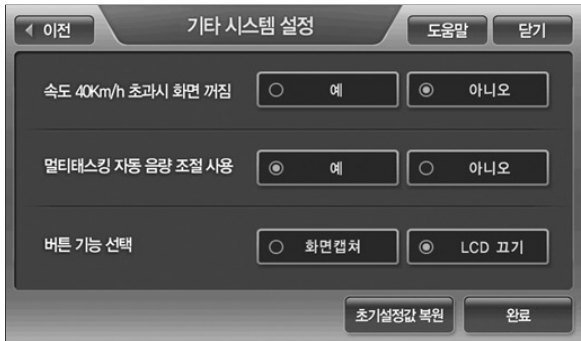 이전
기타 시스템 설정
도움말
닫기
속도 40Km/h 초과시 화면 꺼짐
예
아니오
멀티태스킹 자동 음량 조절 사용
예
아니오
버튼 기능 선택
화면캡쳐
LCD 끄기
초기설정값 복원
완료